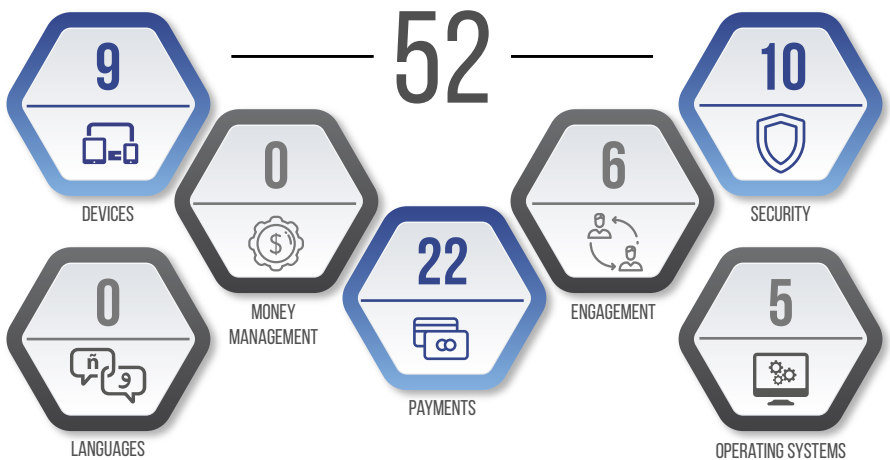 52
9
DEVICES
0
MONEY
MANAGEMENT
22
PAYMENTS
6
ENGAGEMENT
10
SECURITY
0
ñ
و
LANGUAGES
5
OPERATING SYSTEMS